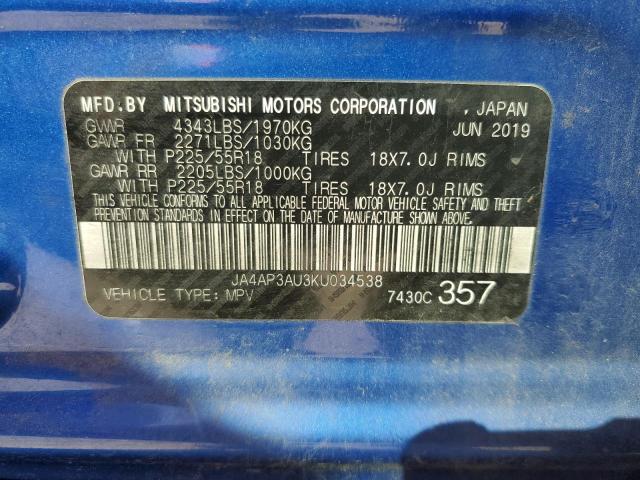 MFD.BY MITSUBISHI MOTORS CORPORATION , JAPAN
GVWR 4343LBS/1970KG JUN 2019
GAWR FR 2271LBS/1030KG
WITH P225/55R18 TIRES 18X7.0J RIMS
GAWR RR 2205LBS/1000KG
WITH P225/55R18 TIRES 18X7.0J RIMS
THIS VEHICLE CONFORMS TO ALL APPLICABLE FEDERAL MOTOR VEHICLE SAFETY AND THEFT
PREVENTION STANDARDS IN EFFECT ON THE DATE OF MANUFACTURE SHOWN ABOVE.
JA4AP3AU3KU034538
VEHICLE TYPE: MPV 7430C 357